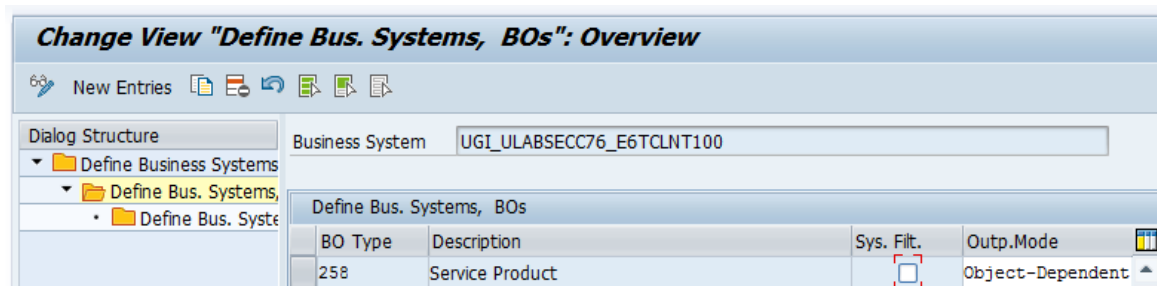 Change View "Define Bus. Systems, BOs": Overview
New Entries
Dialog Structure
Define Business Systems
Define Bus. Systems,
Define Bus. Syste
Business System UGI_ULABSECC76_E6TCLNT100
Define Bus. Systems, BOs
BO Type Description Sys. Filt. Outp.Mode
258 Service Product Object-Dependent